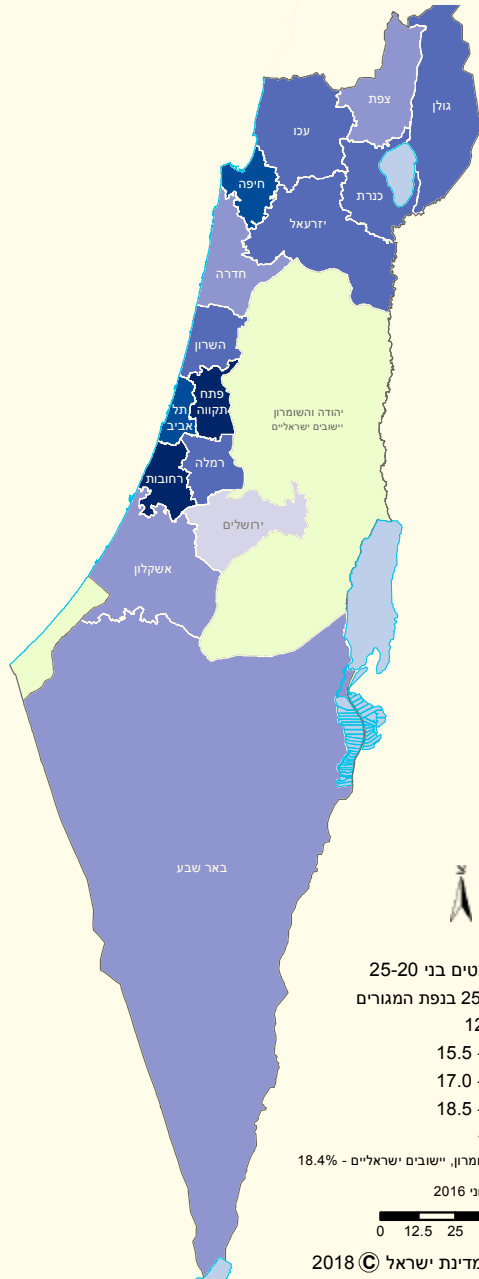 צפת
גולן
עכו
חיפה
כנרת
יזרעאל
חדרה
השרון
פתח
תקווה
תל
אביב
יהודה והשומרון
יישובים ישראליים
רמלה
רחובות
ירושלים
אשקלון
באר שבע
צ
טים בני 25-20
25 בנפת המגורים
12
15.5 -
17.0 -
18.5 -
ומרון, יישובים ישראליים - 18.4%
וני 2016
0 12.5 25
מדינת ישראל © 2018